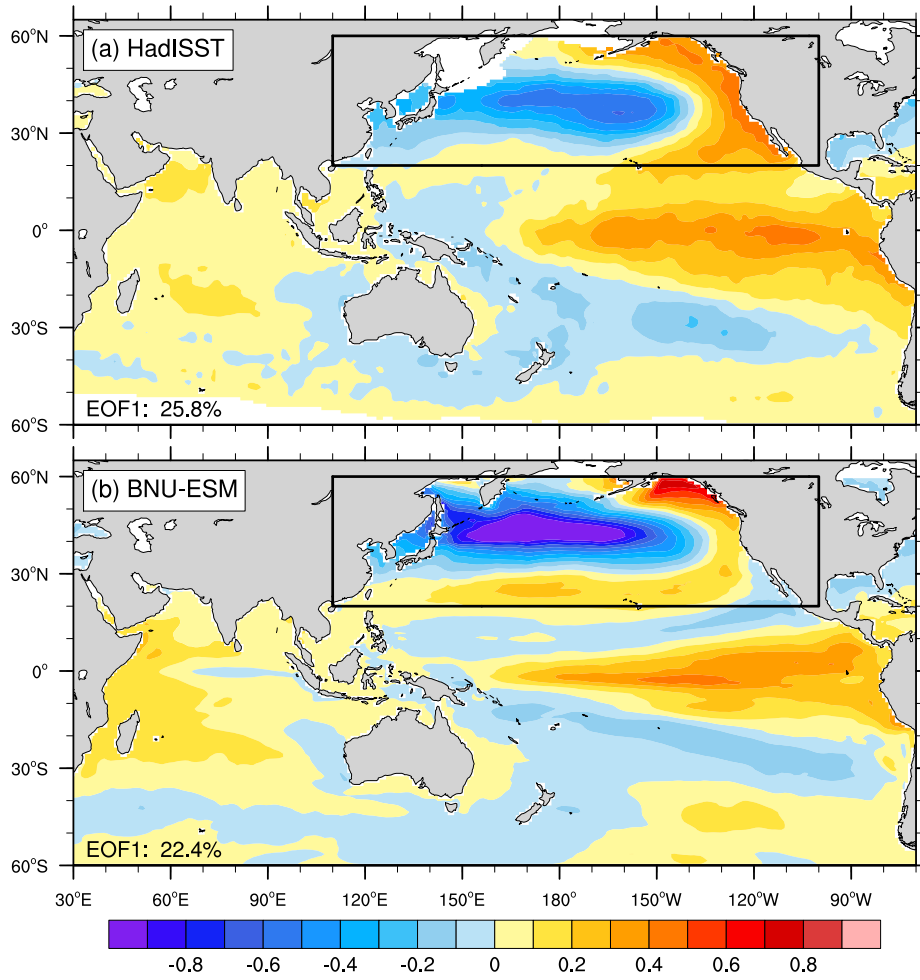 60°N
(a) HadISST
30°N
0°
30°S
EOF1: 25.8%
60°S
60°N
(b) BNU-ESM
30°N
0°
30°S
EOF1: 22.4%
60°S
30°E 60°E 90°E 120°E 150°E 180° 150°W 120°W 90°W
-0.8 -0.6 -0.4 -0.2 0 0.2 0.4 0.6 0.8